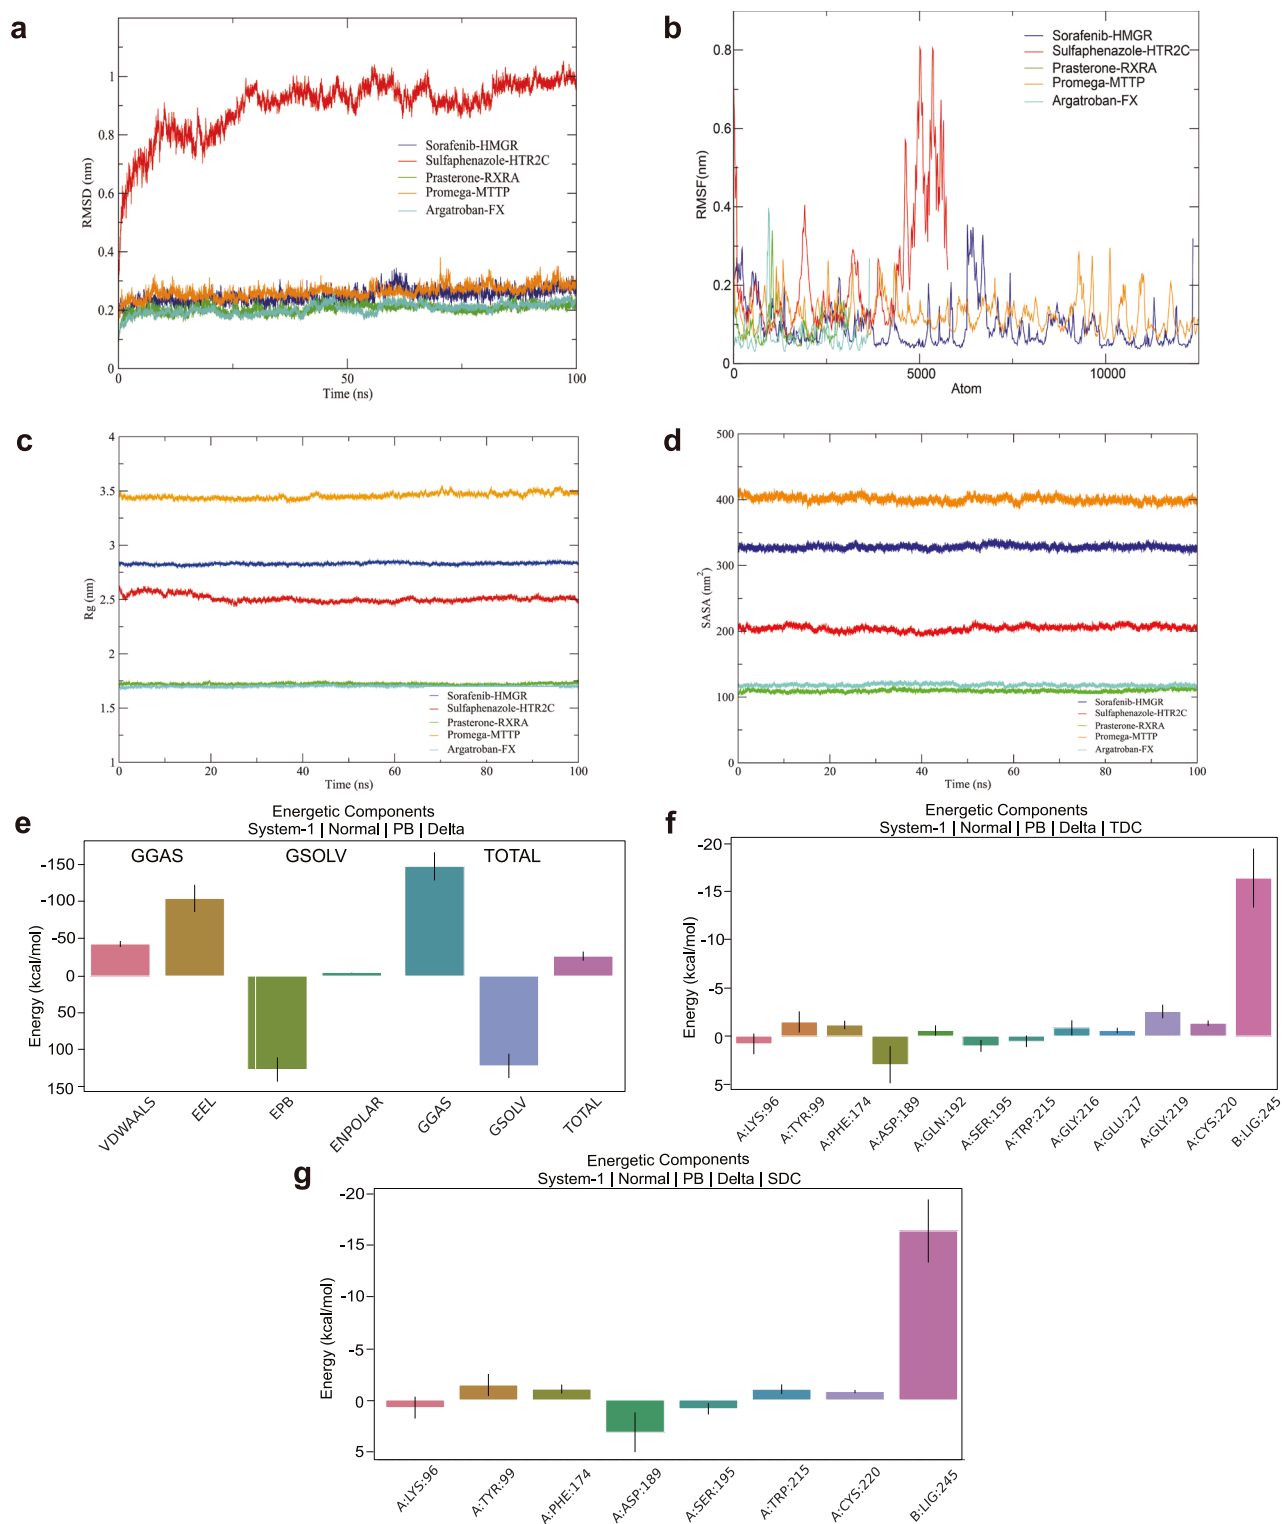 a
RMSD (nm)
1
0.8
0.6
0.4
0.2
0
0
50
100
Time (ns)
Sorafenib-HMGR
Sulfaphenazole-HTR2C
Prasterone-RXRA
Promega-MTTP
Argatroban-FX
b
RMSF(nm)
0.8
0.6
0.4
0.2
0
0
5000
10000
Atom
Sorafenib-HMGR
Sulfaphenazole-HTR2C
Prasterone-RXRA
Promega-MTTP
Argatroban-FX
c
Rg (nm)
4
3.5
3
2.5
2
1.5
1
0
20
40
60
80
100
Time (ns)
Sorafenib-HMGR
Sulfaphenazole-HTR2C
Prasterone-RXRA
Promega-MTTP
Argatroban-FX
d
SASA (nm²)
500
400
300
200
100
0
0
20
40
60
80
100
Time (ns)
Sorafenib-HMGR
Sulfaphenazole-HTR2C
Prasterone-RXRA
Promega-MTTP
Argatroban-FX
e
Energetic Components
System-1 | Normal | PB | Delta
GGAS
GSOLV
TOTAL
Energy (kcal/mol)
-150
-100
-50
0
50
100
150
VDWAALS
EEL
EPB
ENPOLAR
GGAS
GSOLV
TOTAL
f
Energetic Components
System-1 | Normal | PB | Delta | TDC
Energy (kcal/mol)
-20
-15
-10
-5
0
5
A:LYS:96
A:TYR:99
A:PHE:174
A:ASP:189
A:GLN:192
A:SER:195
A:TRP:215
A:GLY:216
A:GLU:217
A:GLY:219
A:CYS:220
B:LIG:245
g
Energetic Components
System-1 | Normal | PB | Delta | SDC
Energy (kcal/mol)
-20
-15
-10
-5
0
5
A:LYS:96
A:TYR:99
A:PHE:174
A:ASP:189
A:SER:195
A:TRP:215
A:CYS:220
B:LIG:245